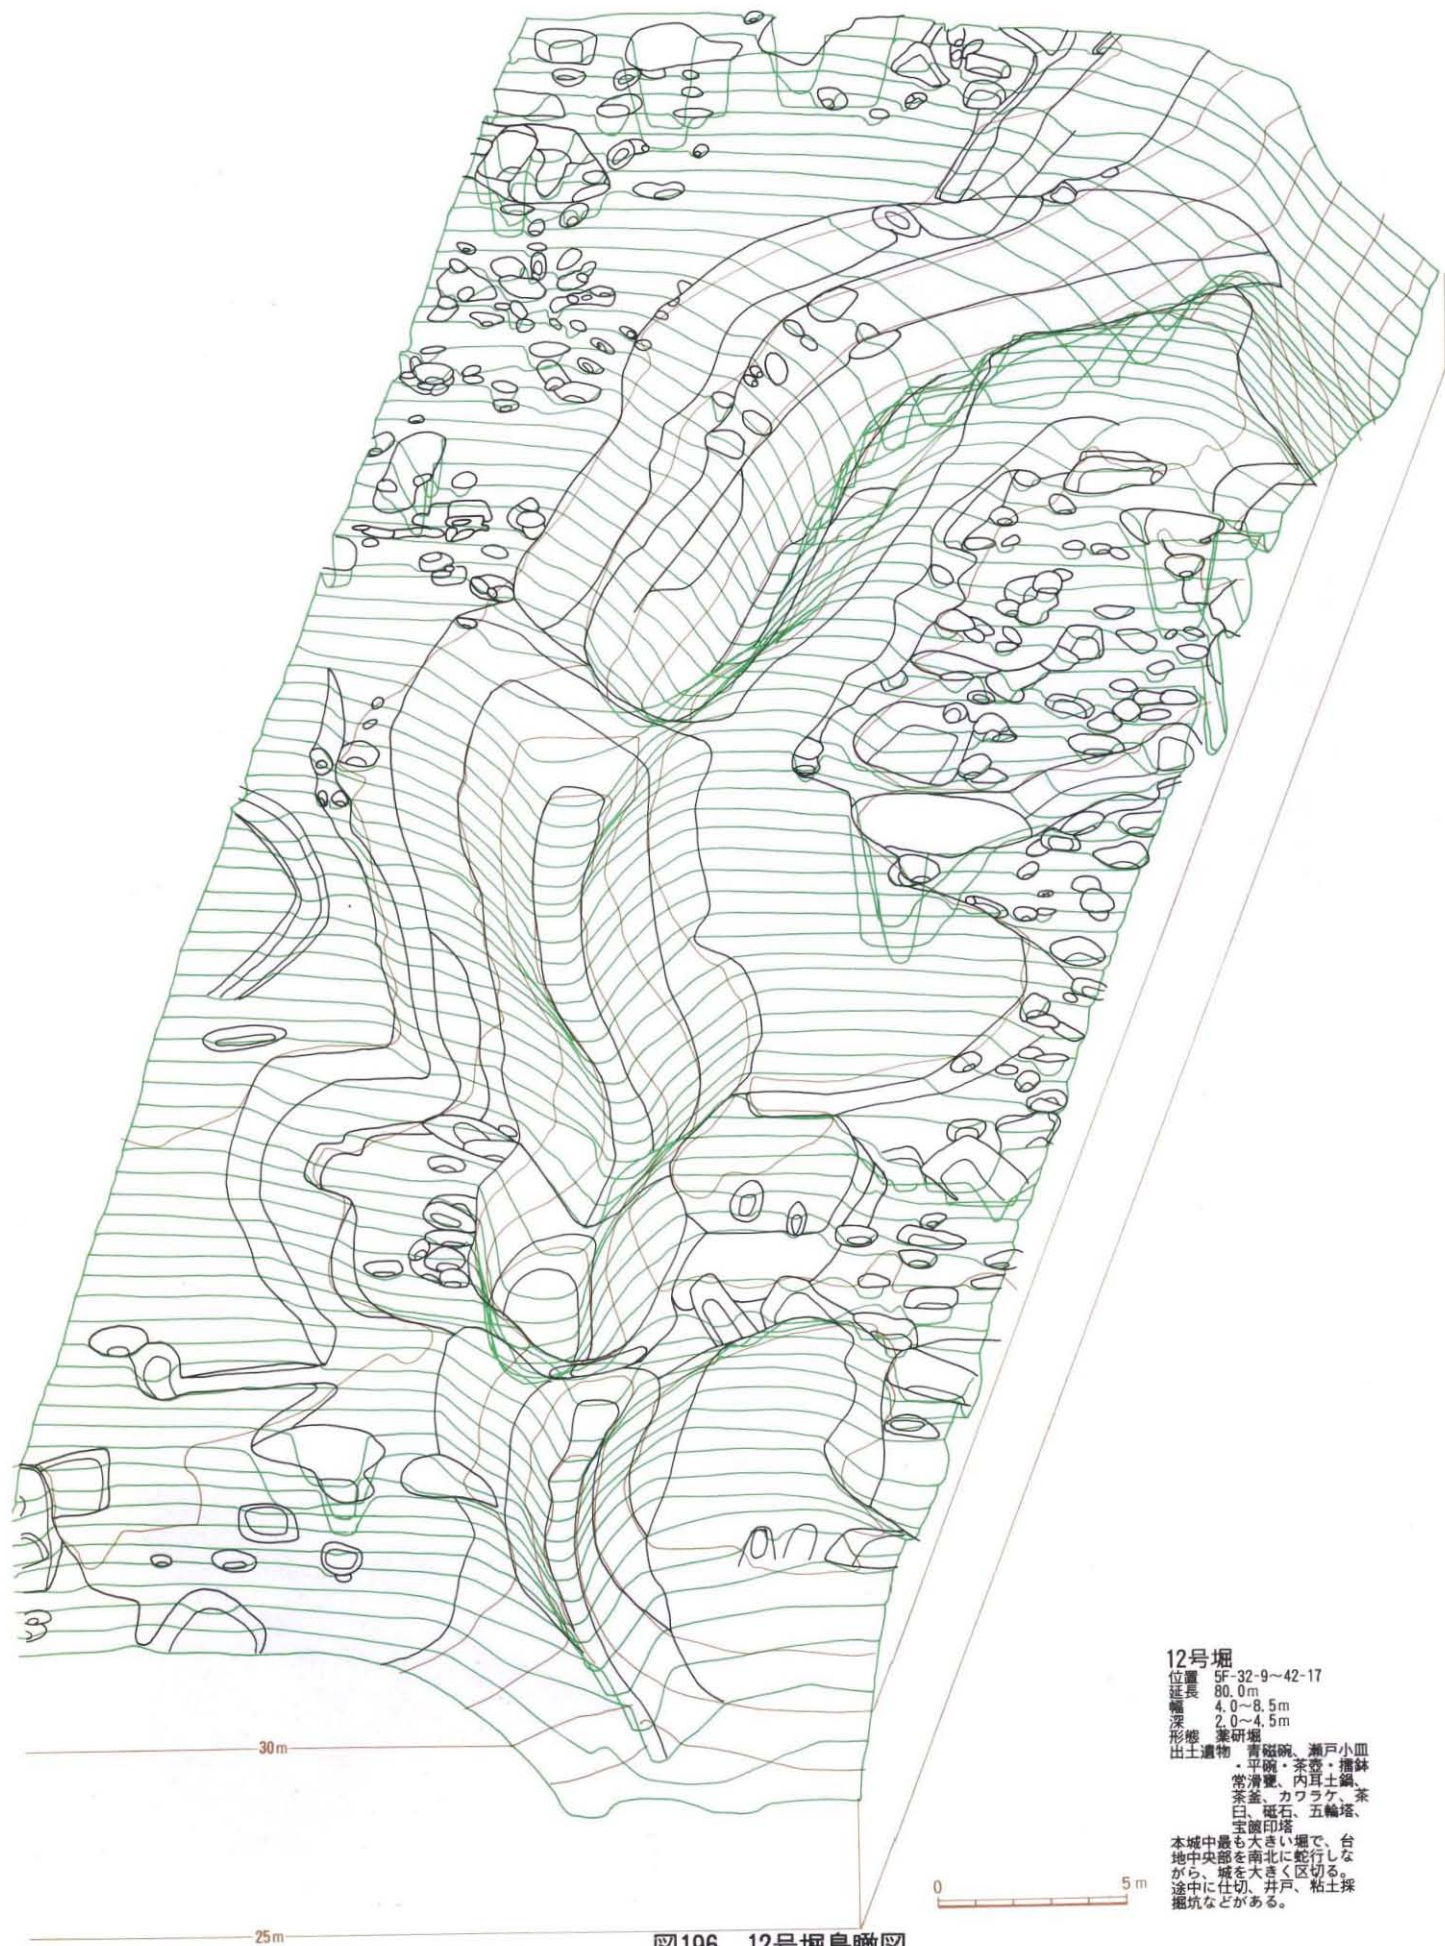 12号堀
位置 5F-32-9~42-17
延長 80.0m
幅 4.0~8.5m
深 2.0~4.5m
形態 薬研堀
出土遺物 青磁碗、瀬戸小皿
・平碗・茶壺・擂鉢
常滑甕、内耳土鍋、
茶釜、カワラケ、茶
臼、砥石、五輪塔、
宝篋印塔
本城中最も大きい堀で、台
地中央部を南北に蛇行しな
がら、城を大きく区切る。
途中に仕切、井戸、粘土採
掘坑などがある。
30m
0 5m
25m
図196 12号堀鳥瞰図